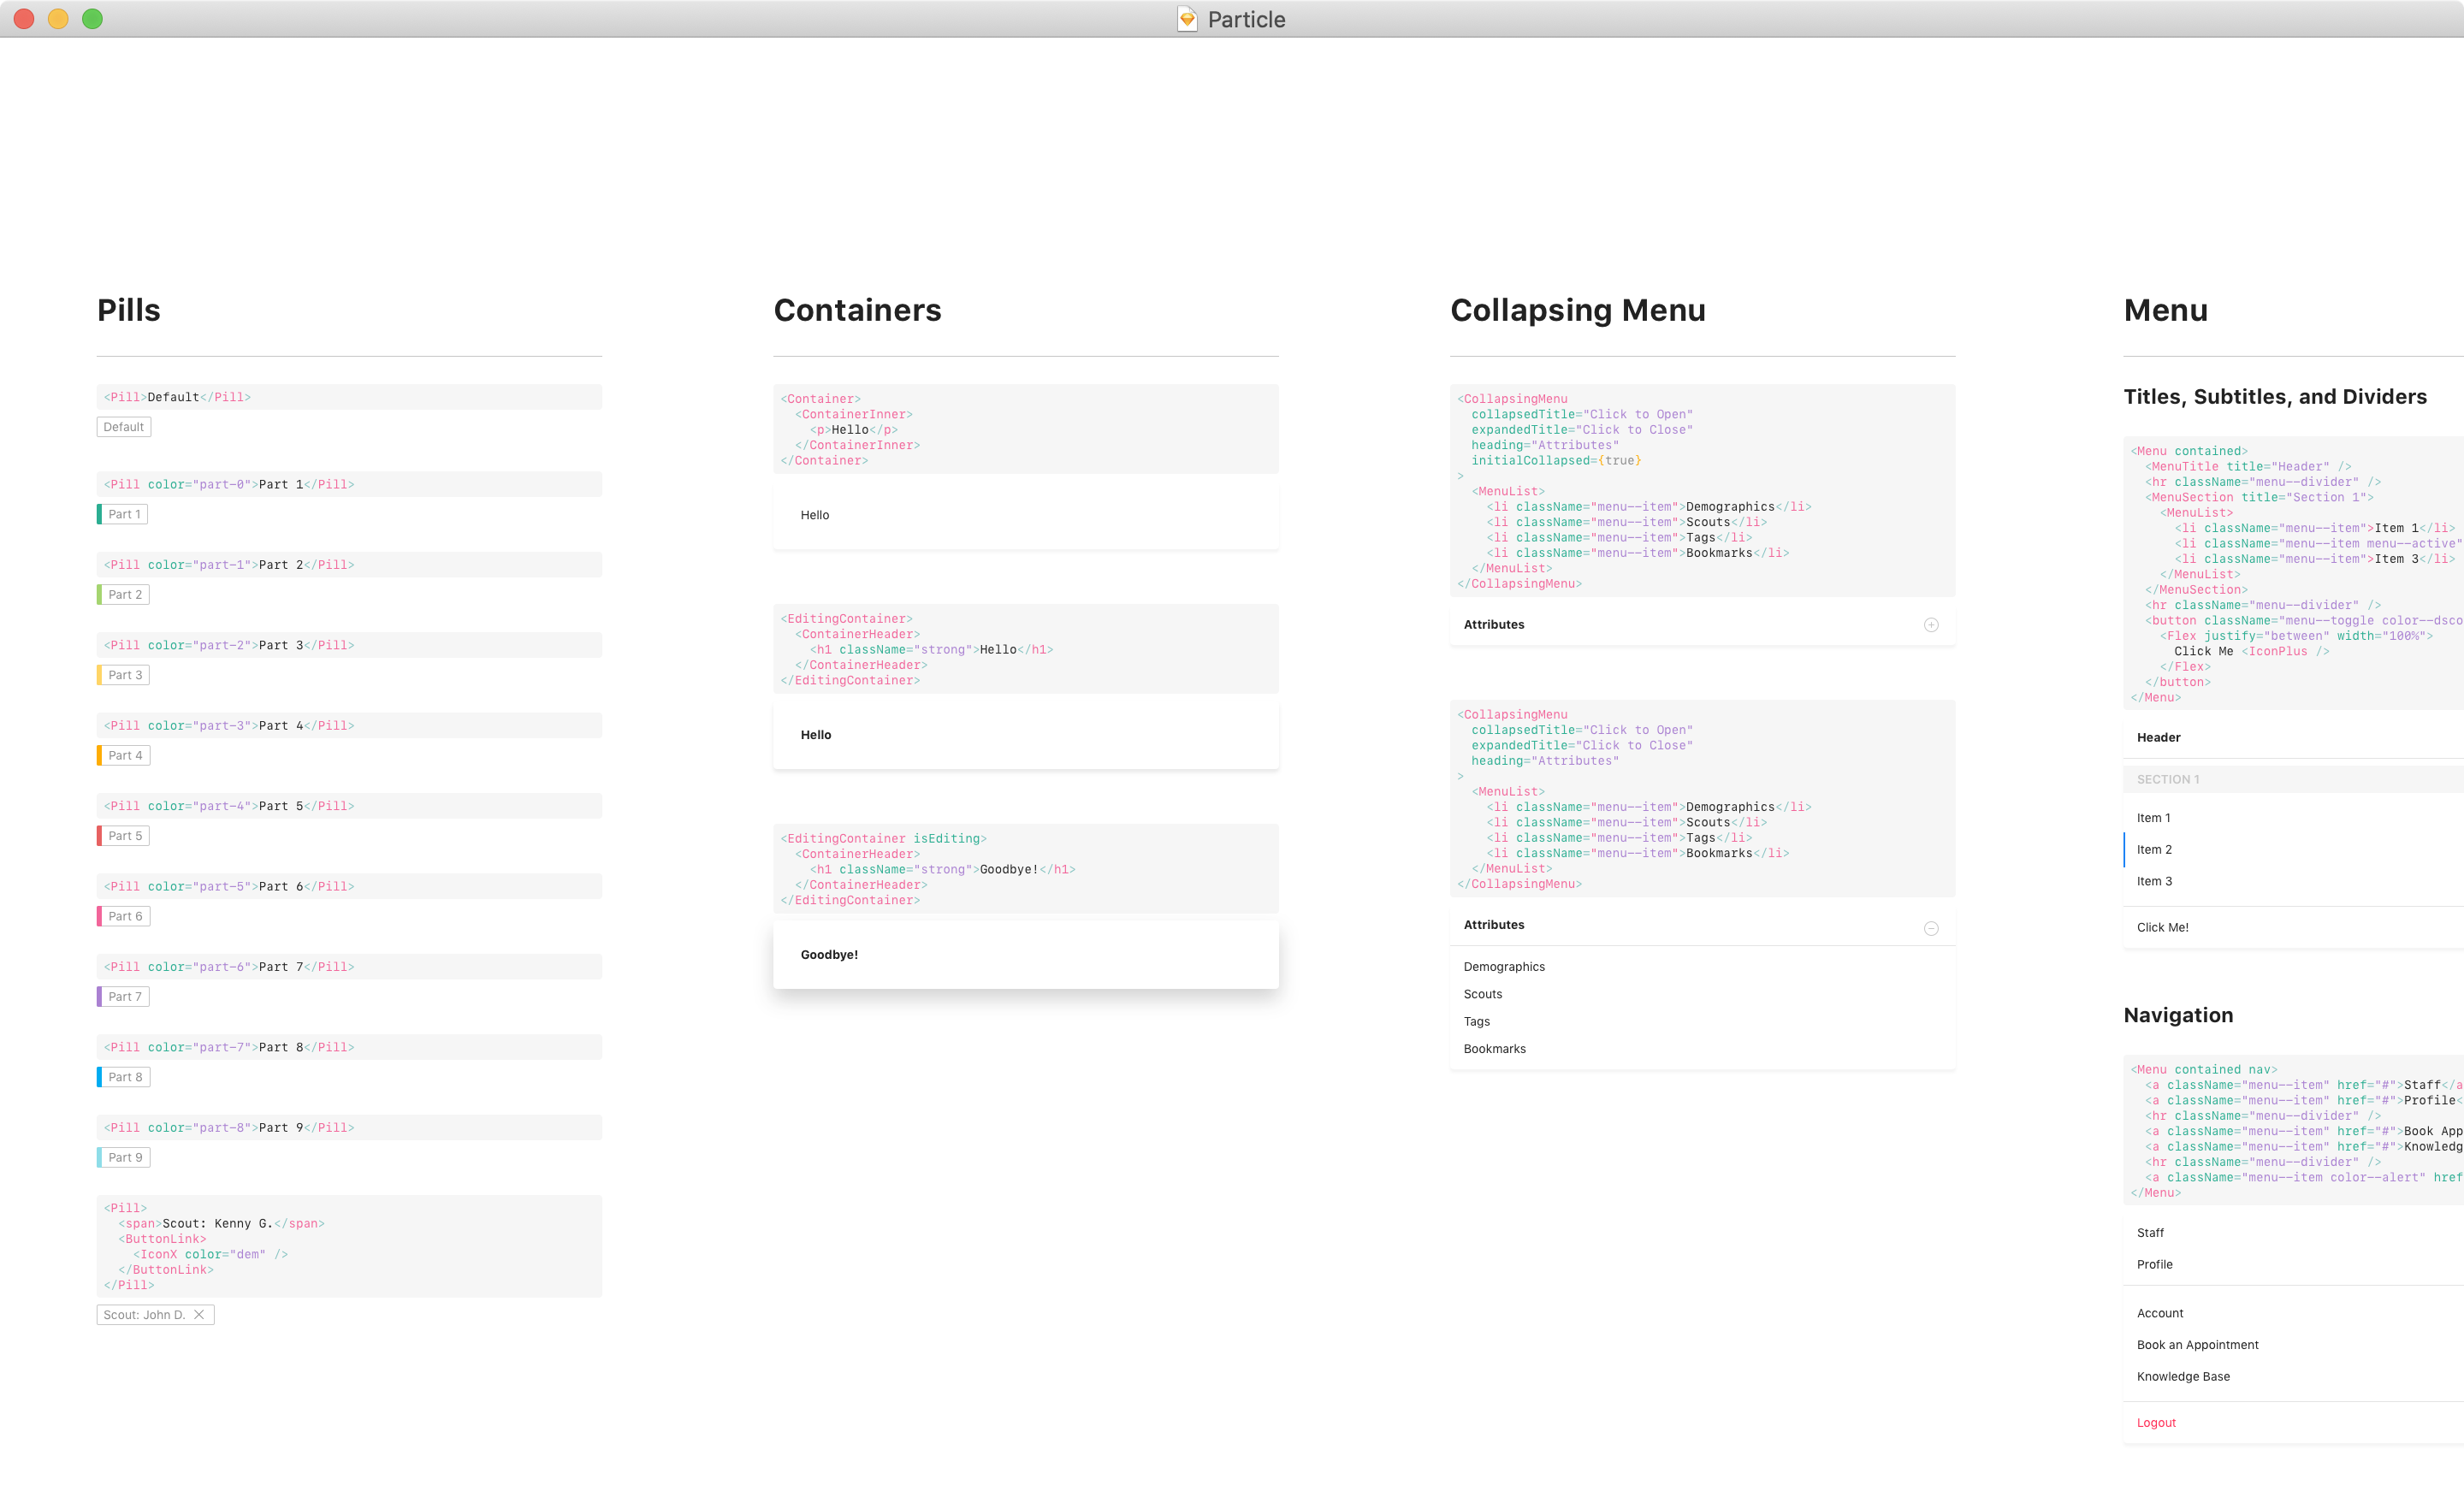 Particle
Pills
<Pill>Default</Pill>
Default
<Pill color="part-0">Part 1</Pill>
Part 1
<Pill color="part-1">Part 2</Pill>
Part 2
<Pill color="part-2">Part 3</Pill>
Part 3
<Pill color="part-3">Part 4</Pill>
Part 4
<Pill color="part-4">Part 5</Pill>
Part 5
<Pill color="part-5">Part 6</Pill>
Part 6
<Pill color="part-6">Part 7</Pill>
Part 7
<Pill color="part-7">Part 8</Pill>
Part 8
<Pill color="part-8">Part 9</Pill>
Part 9
<Pill>
<span>Scout: Kenny G.</span>
<ButtonLink>
<IconX color="dem" />
</ButtonLink>
</Pill>
Scout: John D.
Containers
<Container>
<ContainerInner>
<p>Hello</p>
</ContainerInner>
</Container>
Hello
<EditingContainer>
<ContainerHeader>
<h1 className="strong">Hello</h1>
</ContainerHeader>
</EditingContainer>
Hello
<EditingContainer isEditing>
<ContainerHeader>
<h1 className="strong">Goodbye!</h1>
</ContainerHeader>
</EditingContainer>
Goodbye!
Collapsing Menu
<CollapsingMenu
collapsedTitle="Click to Open"
expandedTitle="Click to Close"
heading="Attributes"
initialCollapsed={true}
>
<MenuList>
<li className="menu--item">Demographics</li>
<li className="menu--item">Scouts</li>
<li className="menu--item">Tags</li>
<li className="menu--item">Bookmarks</li>
</MenuList>
</CollapsingMenu>
Attributes
<CollapsingMenu
collapsedTitle="Click to Open"
expandedTitle="Click to Close"
heading="Attributes"
>
<MenuList>
<li className="menu--item">Demographics</li>
<li className="menu--item">Scouts</li>
<li className="menu--item">Tags</li>
<li className="menu--item">Bookmarks</li>
</MenuList>
</CollapsingMenu>
Attributes
Demographics
Scouts
Tags
Bookmarks
Menu
Titles, Subtitles, and Dividers
<Menu contained>
<MenuTitle title="Header" />
<hr className="menu--divider" />
<MenuSection title="Section 1">
<MenuList>
<li className="menu--item">Item 1</li>
<li className="menu--item menu--active"
<li className="menu--item">Item 3</li>
</MenuList>
</MenuSection>
<hr className="menu--divider" />
<button className="menu--toggle color--dsco
<Flex justify="between" width="100%">
Click Me <IconPlus />
</Flex>
</button>
</Menu>
Header
SECTION 1
Item 1
Item 2
Item 3
Click Me!
Navigation
<Menu contained nav>
<a className="menu--item" href="#">Staff</a
<a className="menu--item" href="#">Profile<
<hr className="menu--divider" />
<a className="menu--item" href="#">Book App
<a className="menu--item" href="#">Knowledg
<hr className="menu--divider" />
<a className="menu--item color--alert" href
</Menu>
Staff
Profile
Account
Book an Appointment
Knowledge Base
Logout